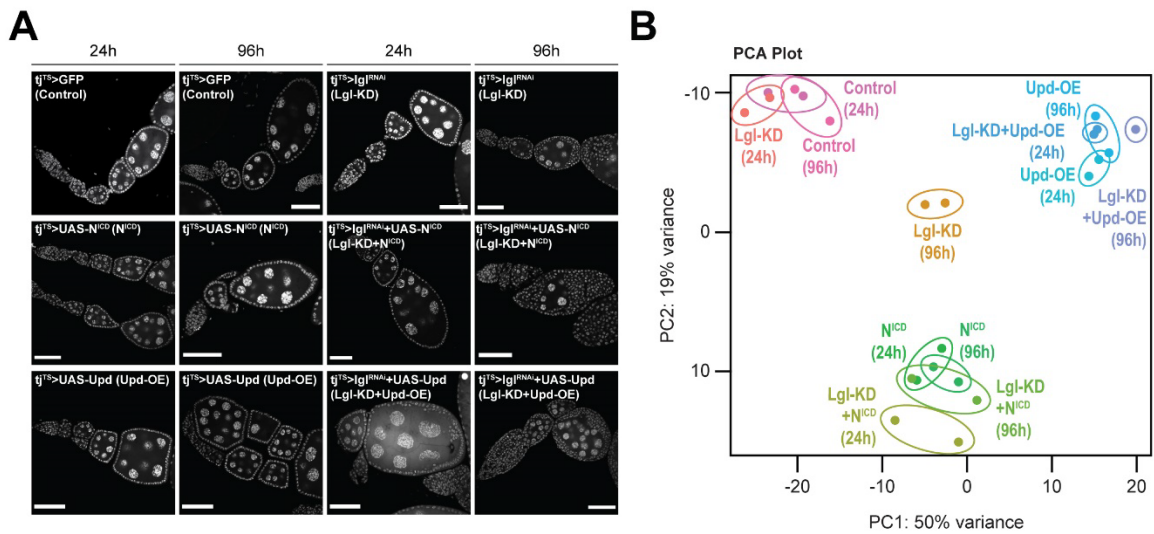 A
24h
96h
24h
96h
tjᵀˢ>GFP
(Control)
tjᵀˢ>GFP
(Control)
tjᵀˢ>lglᴿᴺᴬⁱ
(Lgl-KD)
tjᵀˢ>lglᴿᴺᴬⁱ
(Lgl-KD)
tjᵀˢ>UAS-Nᴵᶜᴰ (Nᴵᶜᴰ)
tjᵀˢ>UAS-Nᴵᶜᴰ (Nᴵᶜᴰ)
tjᵀˢ>lglᴿᴺᴬⁱ+UAS-Nᴵᶜᴰ
(Lgl-KD+Nᴵᶜᴰ)
tjᵀˢ>lglᴿᴺᴬⁱ+UAS-Nᴵᶜᴰ
(Lgl-KD+Nᴵᶜᴰ)
tjᵀˢ>UAS-Upd (Upd-OE)
tjᵀˢ>UAS-Upd (Upd-OE)
tjᵀˢ>lglᴿᴺᴬⁱ+UAS-Upd
(Lgl-KD+Upd-OE)
tjᵀˢ>lglᴿᴺᴬⁱ+UAS-Upd
(Lgl-KD+Upd-OE)
B
PCA Plot
-10
0
10
PC2: 19% variance
Control
(24h)
Lgl-KD
(24h)
Control
(96h)
Upd-OE
(96h)
Lgl-KD+Upd-OE
(24h)
Upd-OE
(24h)
Lgl-KD
+Upd-OE
(96h)
Lgl-KD
(96h)
Nᴵᶜᴰ
(24h)
Nᴵᶜᴰ
(96h)
Lgl-KD
+Nᴵᶜᴰ
(24h)
Lgl-KD
+Nᴵᶜᴰ
(96h)
-20
-10
0
10
20
PC1: 50% variance